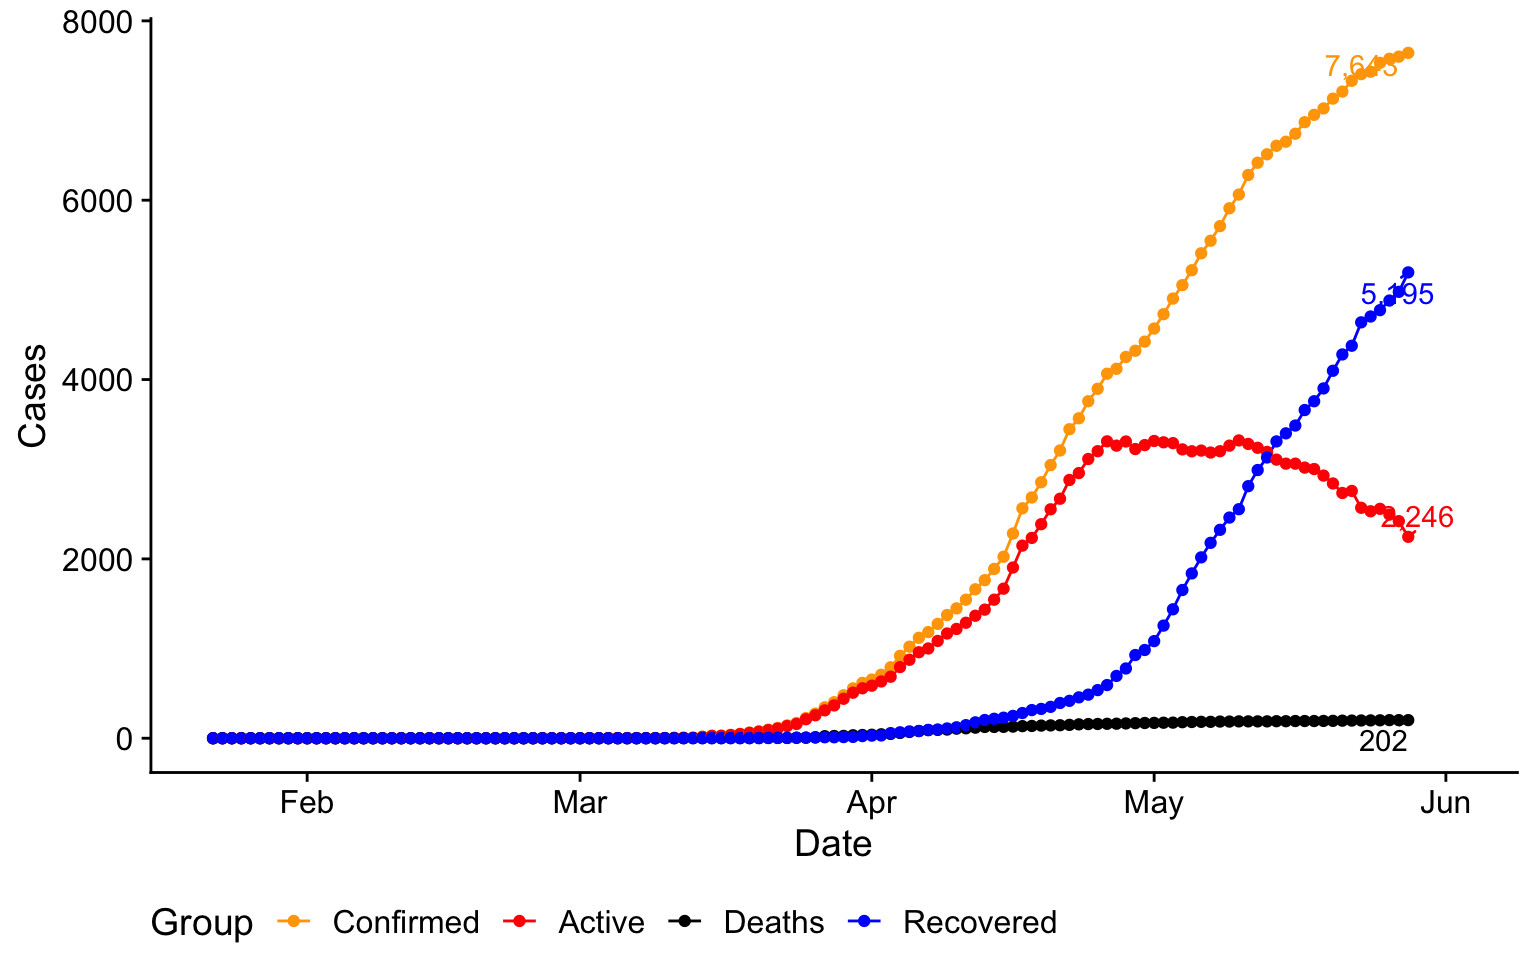 8000
7,643
6000
5,195
Cases
4000
2,246
2000
0
202
Feb Mar Apr May Jun
Date
Group Confirmed Active Deaths Recovered